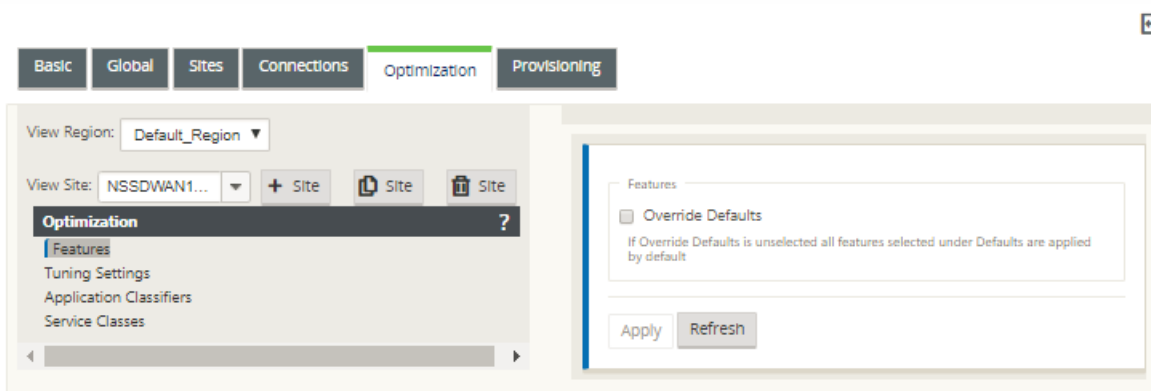 Basic Global Sites Connections Optimization Provisioning
View Region: Default_Region
View Site: NSSDWAN1... + Site Site Site
Optimization ?
Features
Tuning Settings
Application Classifiers
Service Classes
Features
Override Defaults
If Override Defaults is unselected all features selected under Defaults are applied
by default
Apply Refresh